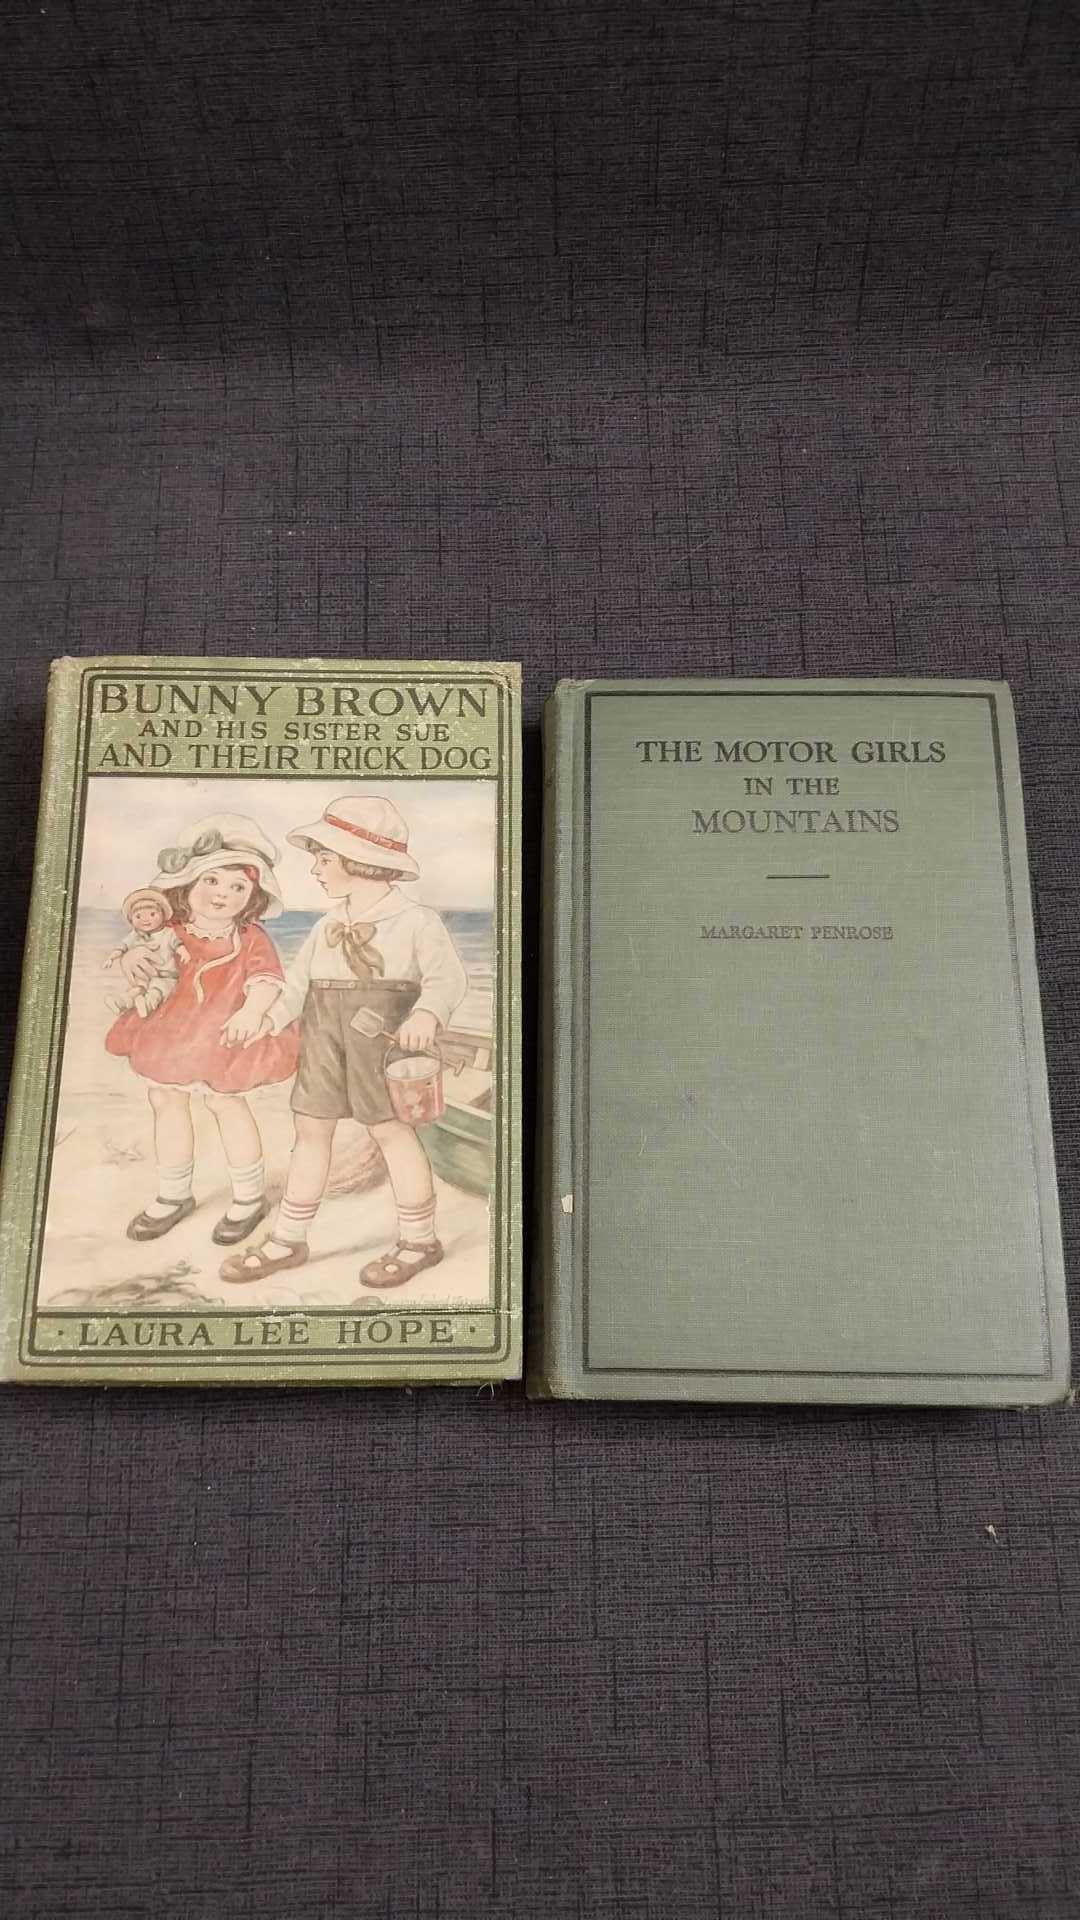 BUNNY BROWN
AND HIS SISTER SUE
AND THEIR TRICK DOG
· LAURA LEE HOPE ·
THE MOTOR GIRLS
IN THE
MOUNTAINS
MARGARET PENROSE